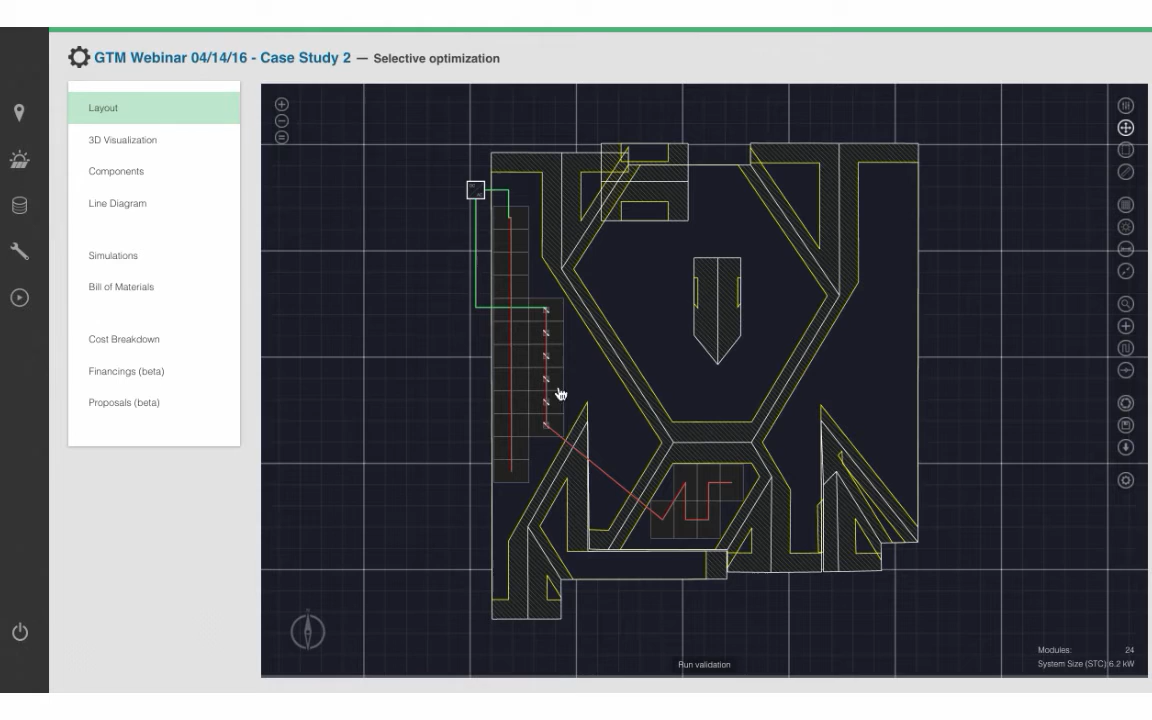 GTM Webinar 04/14/16 - Case Study 2 — Selective optimization
Layout
3D Visualization
Components
Line Diagram
Simulations
Bill of Materials
Cost Breakdown
Financings (beta)
Proposals (beta)
Run validation
Modules: 24
System Size (STC): 6.2 kW